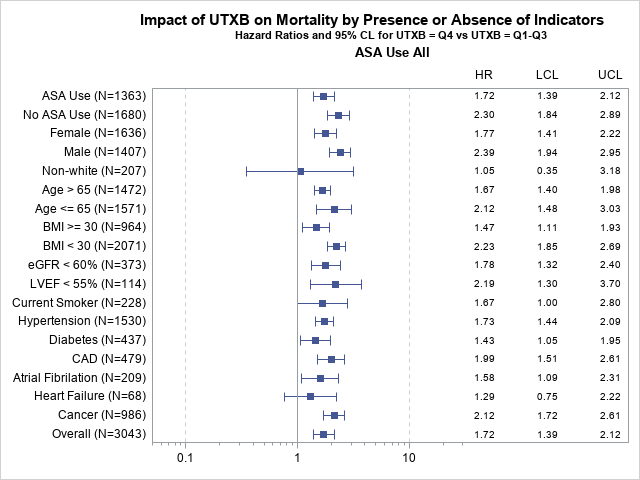 Impact of UTXB on Mortality by Presence or Absence of Indicators
Hazard Ratios and 95% CL for UTXB = Q4 vs UTXB = Q1-Q3
ASA Use All
HR LCL UCL
ASA Use (N=1363) 1.72 1.39 2.12
No ASA Use (N=1680) 2.30 1.84 2.89
Female (N=1636) 1.77 1.41 2.22
Male (N=1407) 2.39 1.94 2.95
Non-white (N=207) 1.05 0.35 3.18
Age > 65 (N=1472) 1.67 1.40 1.98
Age <= 65 (N=1571) 2.12 1.48 3.03
BMI >= 30 (N=964) 1.47 1.11 1.93
BMI < 30 (N=2071) 2.23 1.85 2.69
eGFR < 60% (N=373) 1.78 1.32 2.40
LVEF < 55% (N=114) 2.19 1.30 3.70
Current Smoker (N=228) 1.67 1.00 2.80
Hypertension (N=1530) 1.73 1.44 2.09
Diabetes (N=437) 1.43 1.05 1.95
CAD (N=479) 1.99 1.51 2.61
Atrial Fibrilation (N=209) 1.58 1.09 2.31
Heart Failure (N=68) 1.29 0.75 2.22
Cancer (N=986) 2.12 1.72 2.61
Overall (N=3043) 1.72 1.39 2.12
0.1 1 10